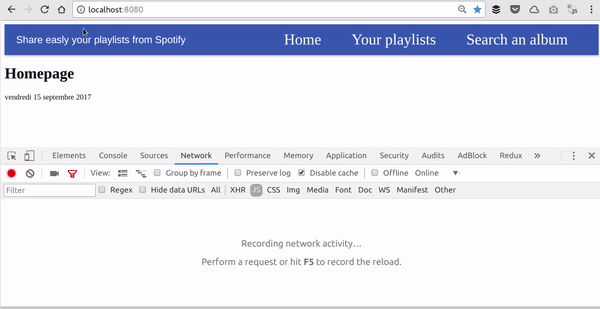 localhost:8080
Share easly your playlists from Spotify Home Your playlists Search an album
Homepage
vendredi 15 septembre 2017
Elements Console Sources Network Performance Memory Application Security Audits AdBlock Redux »
View: Group by frame Preserve log Disable cache Offline Online
Filter Regex Hide data URLs All XHR JS CSS Img Media Font Doc WS Manifest Other
Recording network activity…
Perform a request or hit F5 to record the reload.